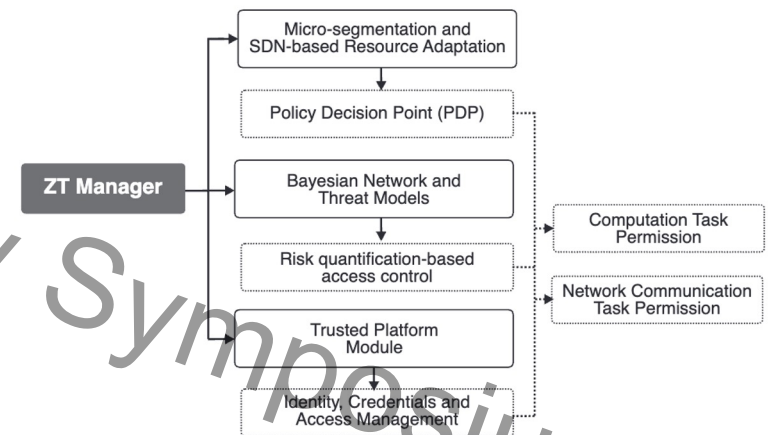 Micro-segmentation and
SDN-based Resource Adaptation
Policy Decision Point (PDP)
ZT Manager
Bayesian Network and
Threat Models
Computation Task
Permission
Risk quantification-based
access control
Network Communication
Task Permission
Trusted Platform
Module
Identity, Credentials and
Access Management